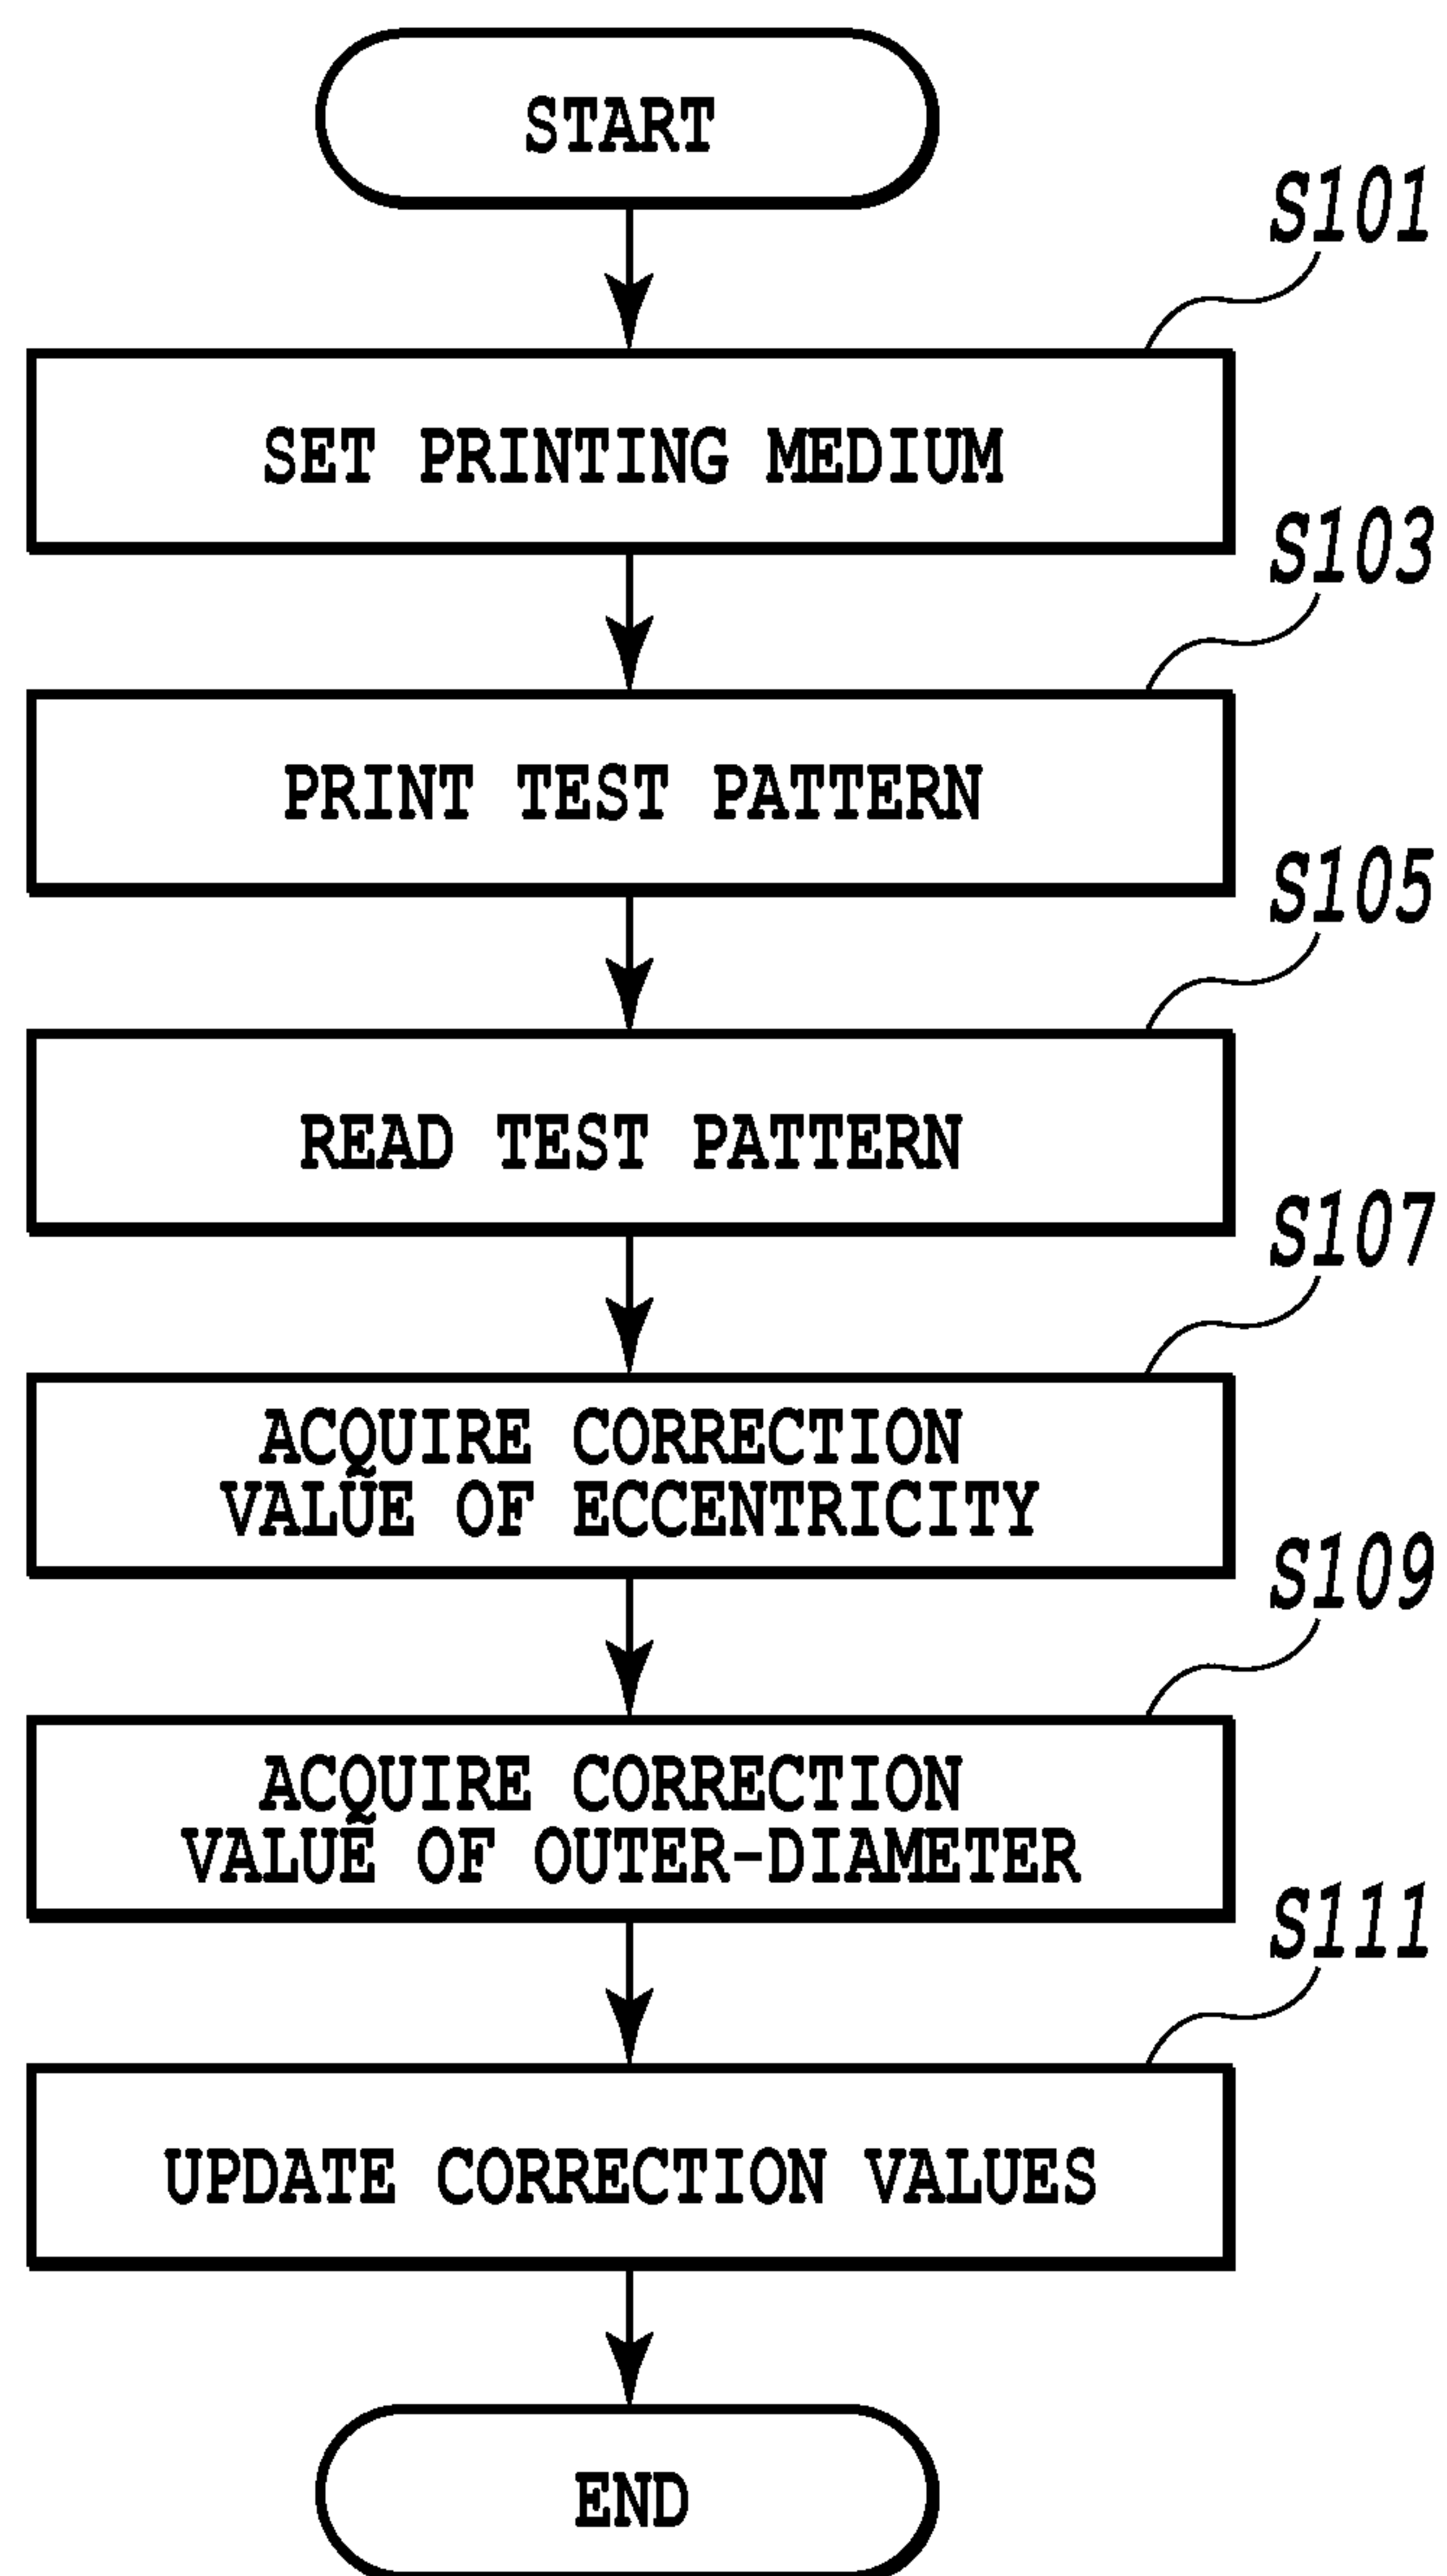 START
S101
SET PRINTING MEDIUM
S103
PRINT TEST PATTERN
S105
READ TEST PATTERN
S107
ACQUIRE CORRECTION
VALUE OF ECCENTRICITY
S109
ACQUIRE CORRECTION
VALUE OF OUTER-DIAMETER
S111
UPDATE CORRECTION VALUES
END